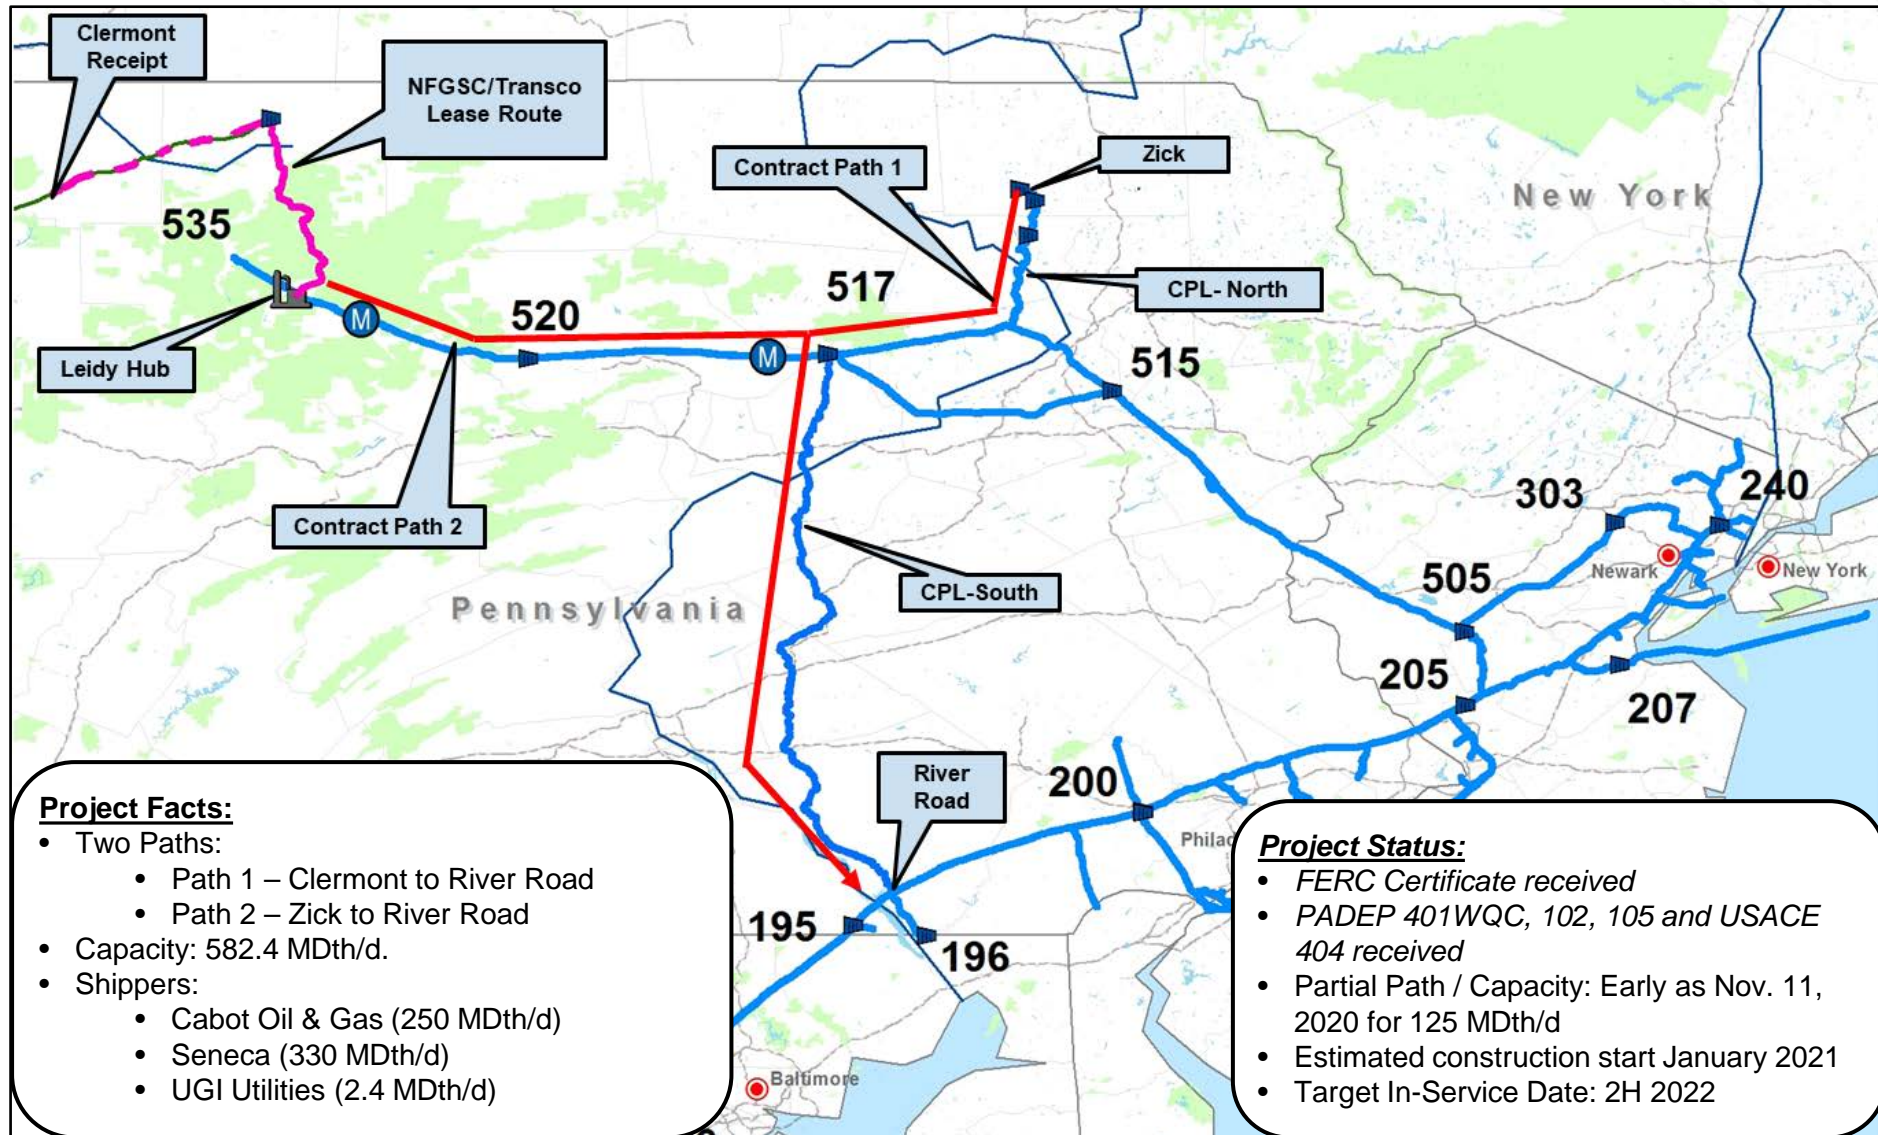 Clermont
Receipt
NFGSC/Transco
Lease Route
Contract Path 1
Zick
New York
535
517
CPL- North
520
M
Leidy Hub
M
515
303
240
Contract Path 2
Newark
New York
505
CPL-South
Pennsylvania
205
207
River
Road
200
Philad
195
196
Baltimore
Project Facts:
• Two Paths:
• Path 1 – Clermont to River Road
• Path 2 – Zick to River Road
• Capacity: 582.4 MDth/d.
• Shippers:
• Cabot Oil & Gas (250 MDth/d)
• Seneca (330 MDth/d)
• UGI Utilities (2.4 MDth/d)
Project Status:
• FERC Certificate received
• PADEP 401WQC, 102, 105 and USACE
404 received
• Partial Path / Capacity: Early as Nov. 11,
2020 for 125 MDth/d
• Estimated construction start January 2021
• Target In-Service Date: 2H 2022